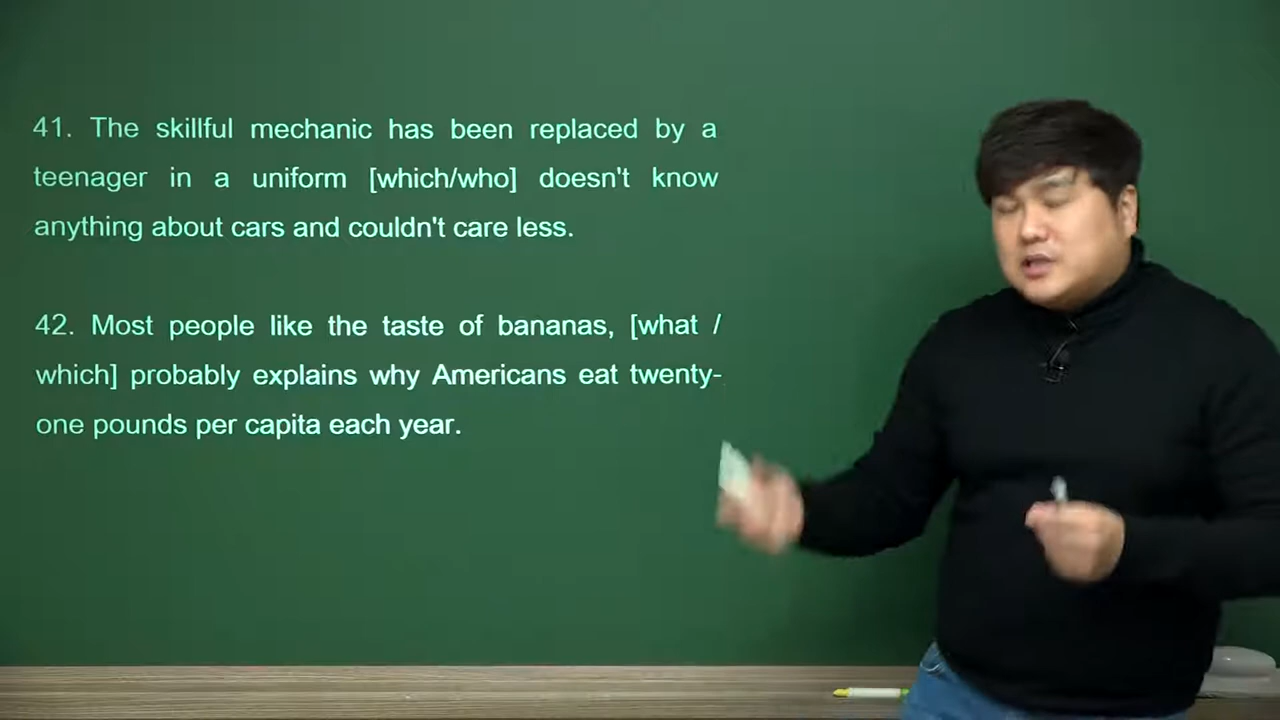 41. The skillful mechanic has been replaced by a
teenager in a uniform [which/who] doesn't know
anything about cars and couldn't care less.
42. Most people like the taste of bananas, [what /
which] probably explains why Americans eat twenty-
one pounds per capita each year.